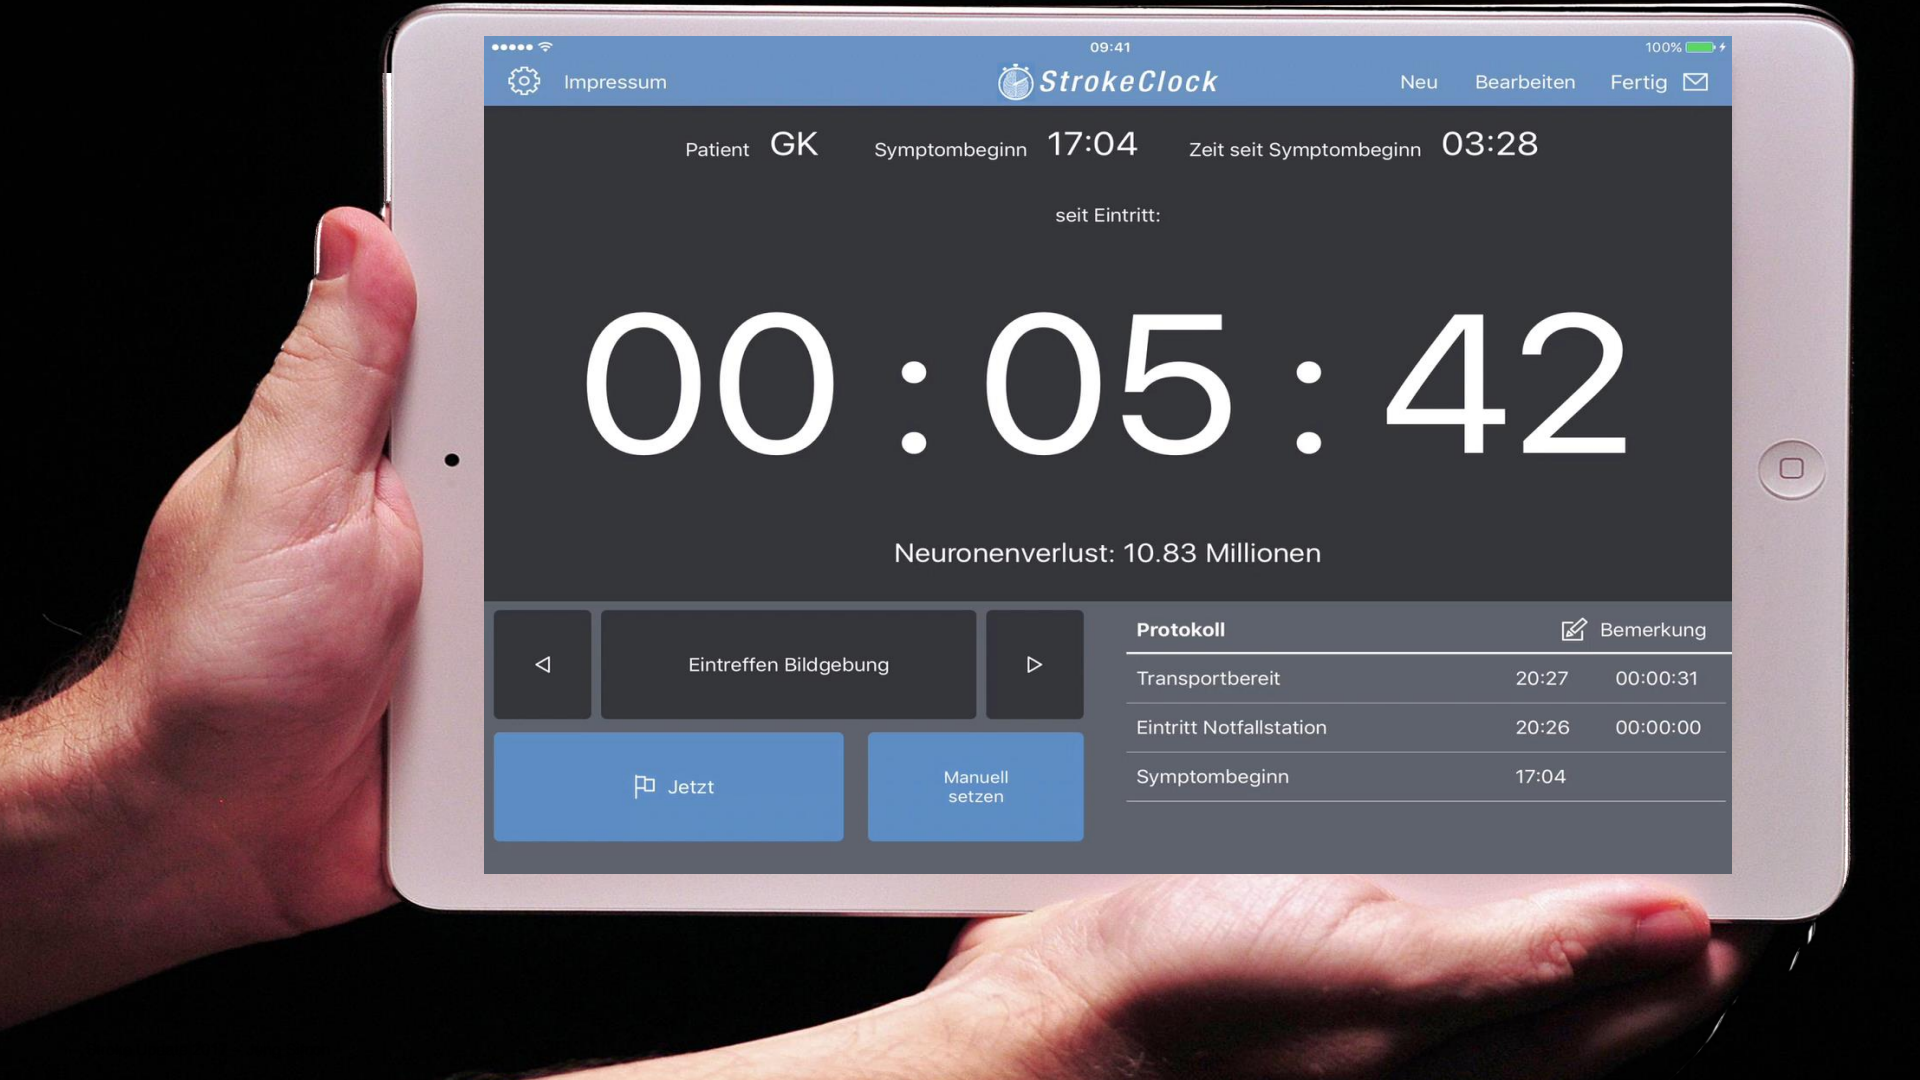 09:41
100%
Impressum
StrokeClock
Neu Bearbeiten Fertig
Patient GK Symptombeginn 17:04 Zeit seit Symptombeginn 03:28
seit Eintritt:
00 : 05 : 42
Neuronenverlust: 10.83 Millionen
Eintreffen Bildgebung
Jetzt
Manuell
setzen
Protokoll Bemerkung
Transportbereit 20:27 00:00:31
Eintritt Notfallstation 20:26 00:00:00
Symptombeginn 17:04